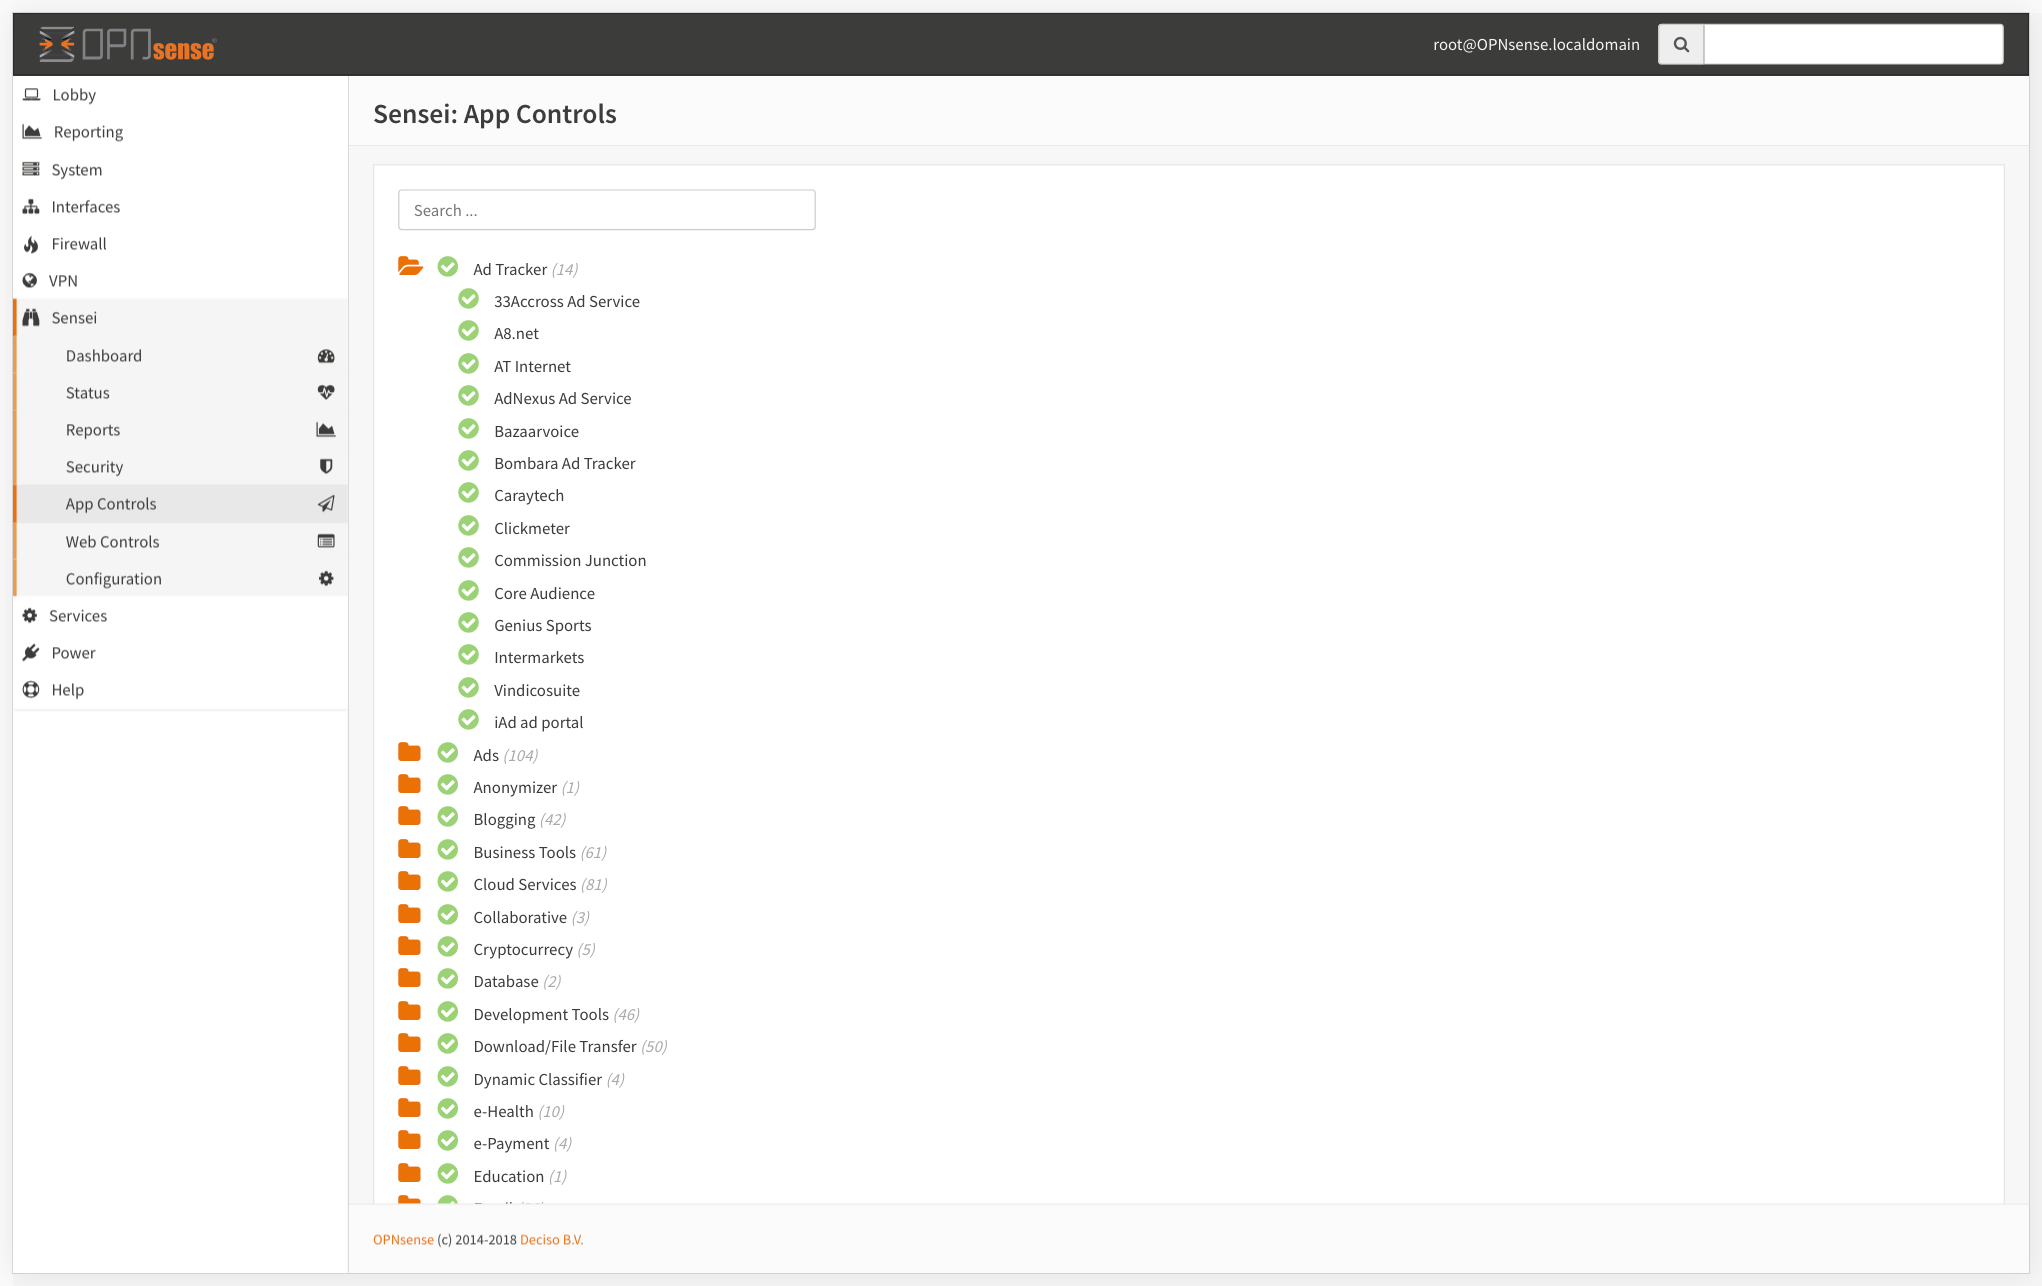 OPNsense
root@OPNsense.localdomain
Lobby
Reporting
System
Interfaces
Firewall
VPN
Sensei
Dashboard
Status
Reports
Security
App Controls
Web Controls
Configuration
Services
Power
Help
Sensei: App Controls
Search ...
Ad Tracker (14)
33Accross Ad Service
A8.net
AT Internet
AdNexus Ad Service
Bazaarvoice
Bombara Ad Tracker
Caraytech
Clickmeter
Commission Junction
Core Audience
Genius Sports
Intermarkets
Vindicosuite
iAd ad portal
Ads (104)
Anonymizer (1)
Blogging (42)
Business Tools (61)
Cloud Services (81)
Collaborative (3)
Cryptocurrecy (5)
Database (2)
Development Tools (46)
Download/File Transfer (50)
Dynamic Classifier (4)
e-Health (10)
e-Payment (4)
Education (1)
OPNsense (c) 2014-2018 Deciso B.V.